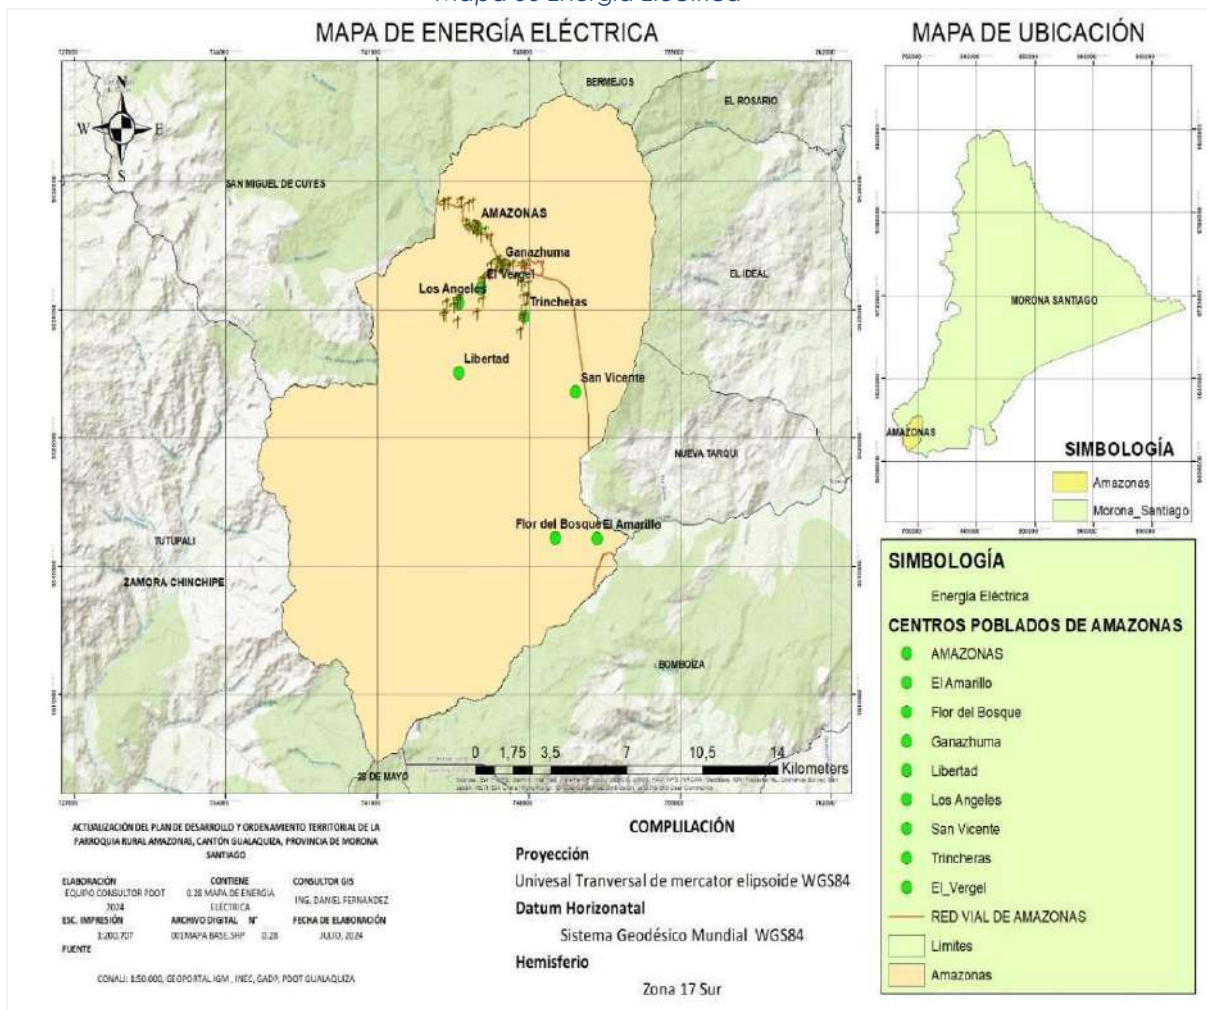 MAPA DE ENERGÍA ELÉCTRICA
MAPA DE UBICACIÓN
N
W E
S
BERMEJOS
EL ROSARIO
SAN MIGUEL DE CUYES
AMAZONAS
Ganazhuma
El Vergel
EL IDEAL
Los Angeles
Trincheras
Libertad
San Vicente
NUEVA TARQUI
Flor del Bosque
El Amarillo
TUTUPALI
ZAMORA CHINCHIPE
BOMBOÍZA
28 DE MAYO
0 1,75 3,5 7 10,5 14
Kilometers
MORONA SANTIAGO
AMAZONAS
SIMBOLOGÍA
Amazonas
Morona_Santiago
SIMBOLOGÍA
Energía Eléctrica
CENTROS POBLADOS DE AMAZONAS
AMAZONAS
El Amarillo
Flor del Bosque
Ganazhuma
Libertad
Los Angeles
San Vicente
Trincheras
El_Vergel
RED VIAL DE AMAZONAS
Limites
Amazonas
ACTUALIZACIÓN DEL PLAN DE DESARROLLO Y ORDENAMIENTO TERRITORIAL DE LA
PARROQUIA RURAL AMAZONAS, CANTÓN GUALAQUIZA, PROVINCIA DE MORONA
SANTIAGO
ELABORACIÓN CONTIENE CONSULTOR GIS
EQUIPO CONSULTOR PDOT 0.28 MAPA DE ENERGÍA ING. DANIEL FERNANDEZ
2024 ELÉCTRICA
ESC. IMPRESIÓN ARCHIVO DIGITAL N° FECHA DE ELABORACIÓN
1:200.707 001MAPA BASE.SHP 0.28 JULIO, 2024
FUENTE
CONALI: 1:50.000, GEOPORTAL IGM , INEC, GADP, PDOT GUALAQUIZA
COMPLILACIÓN
Proyección
Univesal Tranversal de mercator elipsoide WGS84
Datum Horizonatal
Sistema Geodésico Mundial WGS84
Hemisferio
Zona 17 Sur